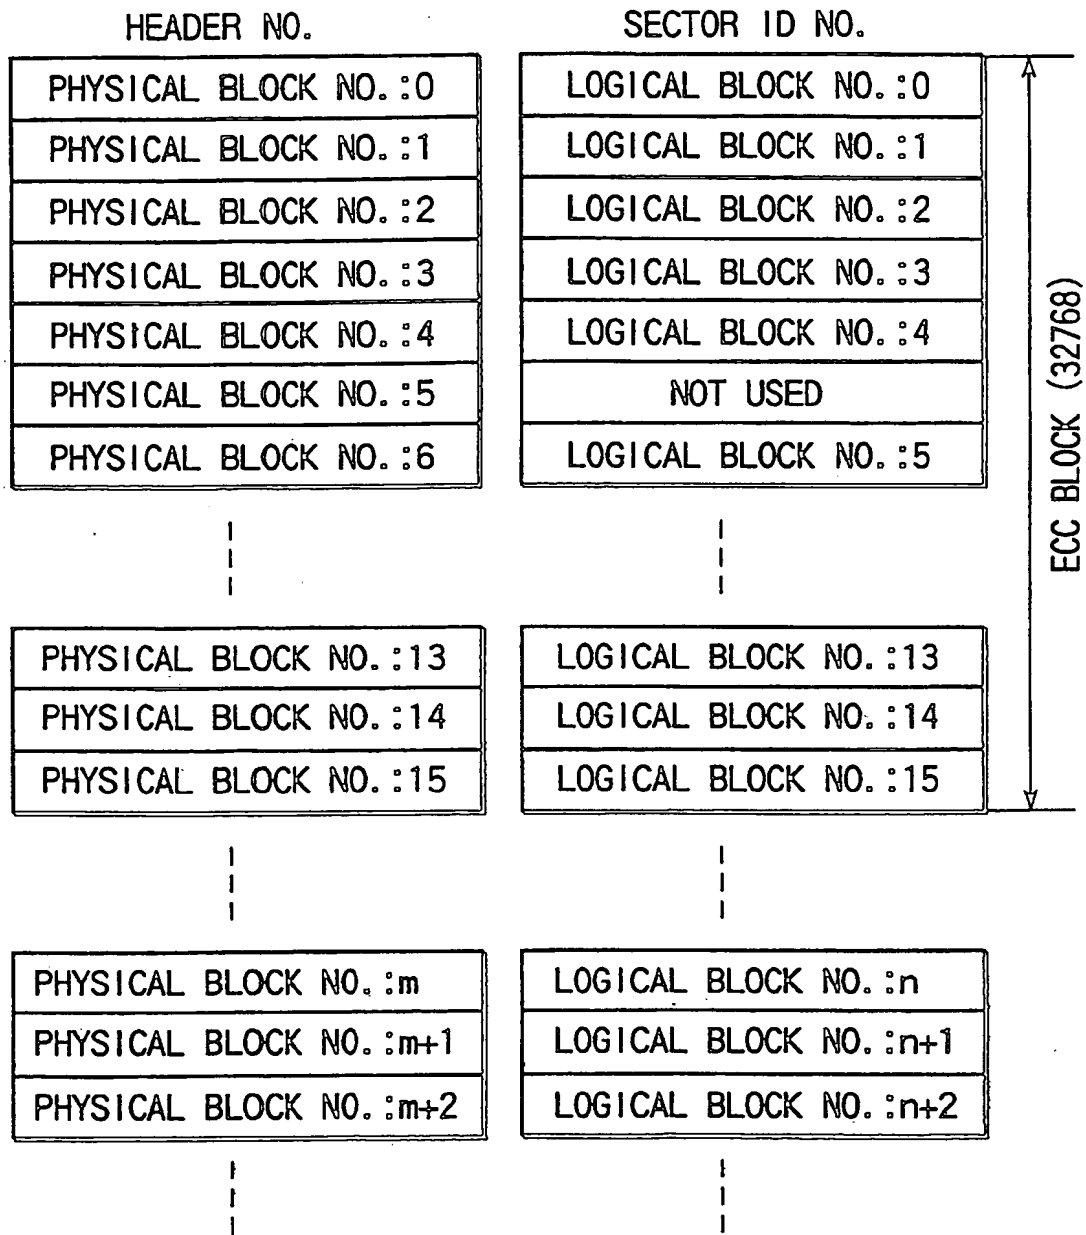 HEADER NO.
SECTOR ID NO.
PHYSICAL BLOCK NO.:0
LOGICAL BLOCK NO.:0
PHYSICAL BLOCK NO.:1
LOGICAL BLOCK NO.:1
PHYSICAL BLOCK NO.:2
LOGICAL BLOCK NO.:2
PHYSICAL BLOCK NO.:3
LOGICAL BLOCK NO.:3
PHYSICAL BLOCK NO.:4
LOGICAL BLOCK NO.:4
PHYSICAL BLOCK NO.:5
NOT USED
PHYSICAL BLOCK NO.:6
LOGICAL BLOCK NO.:5
ECC BLOCK (32768)
PHYSICAL BLOCK NO.:13
LOGICAL BLOCK NO.:13
PHYSICAL BLOCK NO.:14
LOGICAL BLOCK NO.:14
PHYSICAL BLOCK NO.:15
LOGICAL BLOCK NO.:15
PHYSICAL BLOCK NO.:m
LOGICAL BLOCK NO.:n
PHYSICAL BLOCK NO.:m+1
LOGICAL BLOCK NO.:n+1
PHYSICAL BLOCK NO.:m+2
LOGICAL BLOCK NO.:n+2